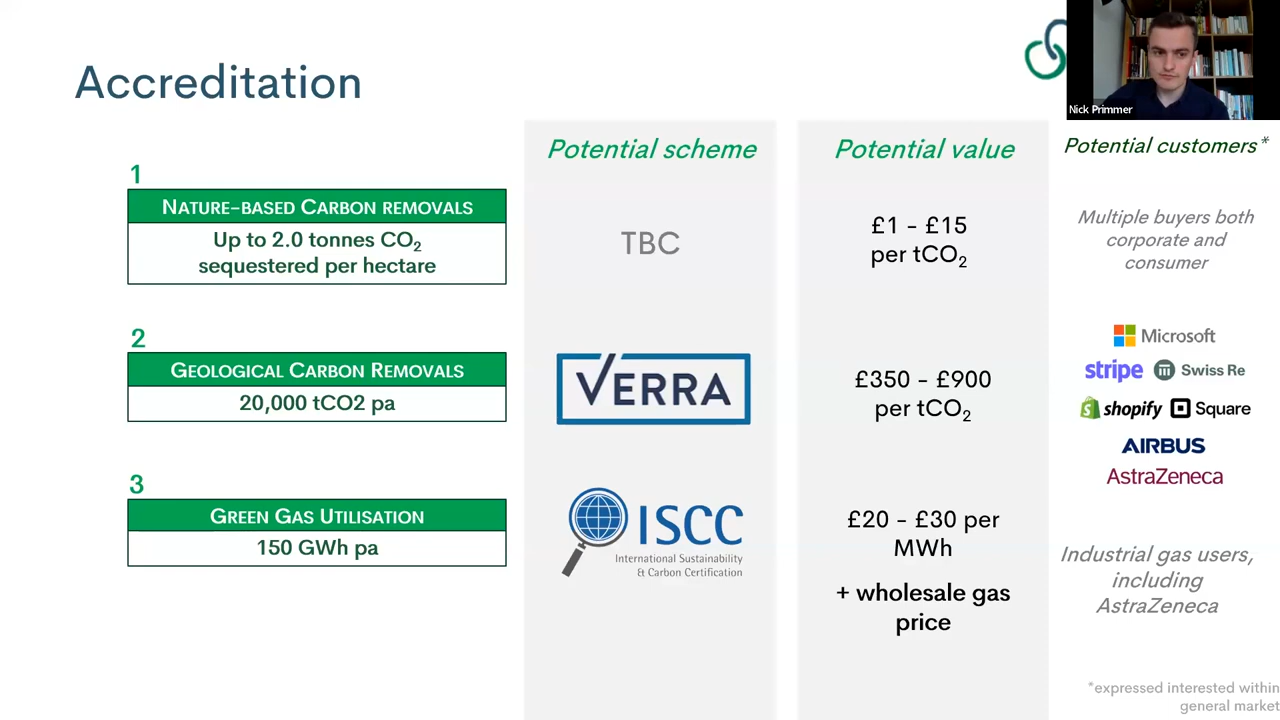 Accreditation
Nick Primmer
Potential scheme
Potential value
Potential customers*
1
NATURE-BASED CARBON REMOVALS
Up to 2.0 tonnes CO₂
sequestered per hectare
TBC
£1 - £15
per tCO₂
Multiple buyers both
corporate and
consumer
2
GEOLOGICAL CARBON REMOVALS
20,000 tCO2 pa
VERRA
£350 - £900
per tCO₂
Microsoft
stripe Swiss Re
shopify Square
AIRBUS
AstraZeneca
3
GREEN GAS UTILISATION
150 GWh pa
ISCC
International Sustainability
& Carbon Certification
£20 - £30 per
MWh
+ wholesale gas
price
Industrial gas users,
including
AstraZeneca
*expressed interested within
general market